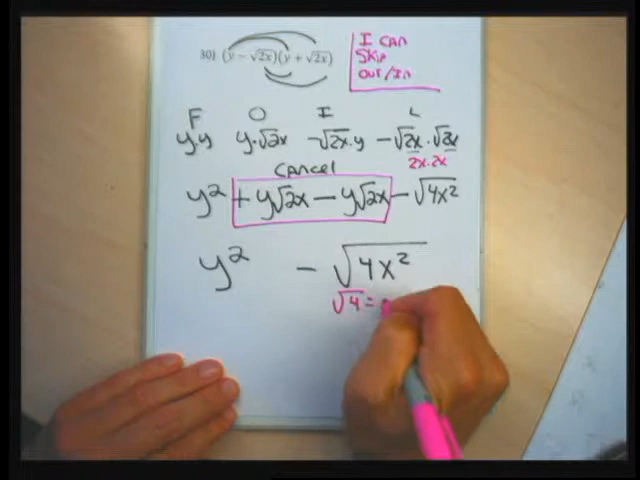 30) (y − √2x)(y + √2x)
I CAN
Skip
out/In
F O I L
y·y y·√2x −√2x·y −√2x·√2x
2x·2x
cancel
y² + y√2x − y√2x − √4x²
y² − √4x²
√4 =